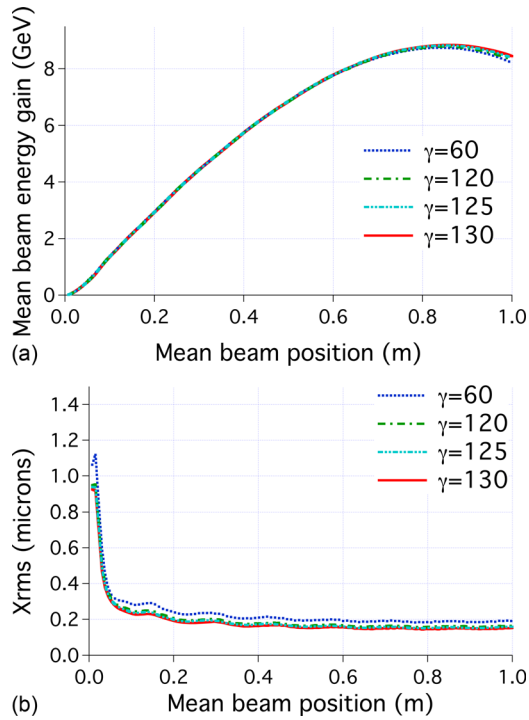 Mean beam energy gain (GeV)
8
6
4
2
0
γ=60
γ=120
γ=125
γ=130
0.0 0.2 0.4 0.6 0.8 1.0
(a) Mean beam position (m)
Xrms (microns)
1.4
1.2
1.0
0.8
0.6
0.4
0.2
0.0
γ=60
γ=120
γ=125
γ=130
0.0 0.2 0.4 0.6 0.8 1.0
(b) Mean beam position (m)